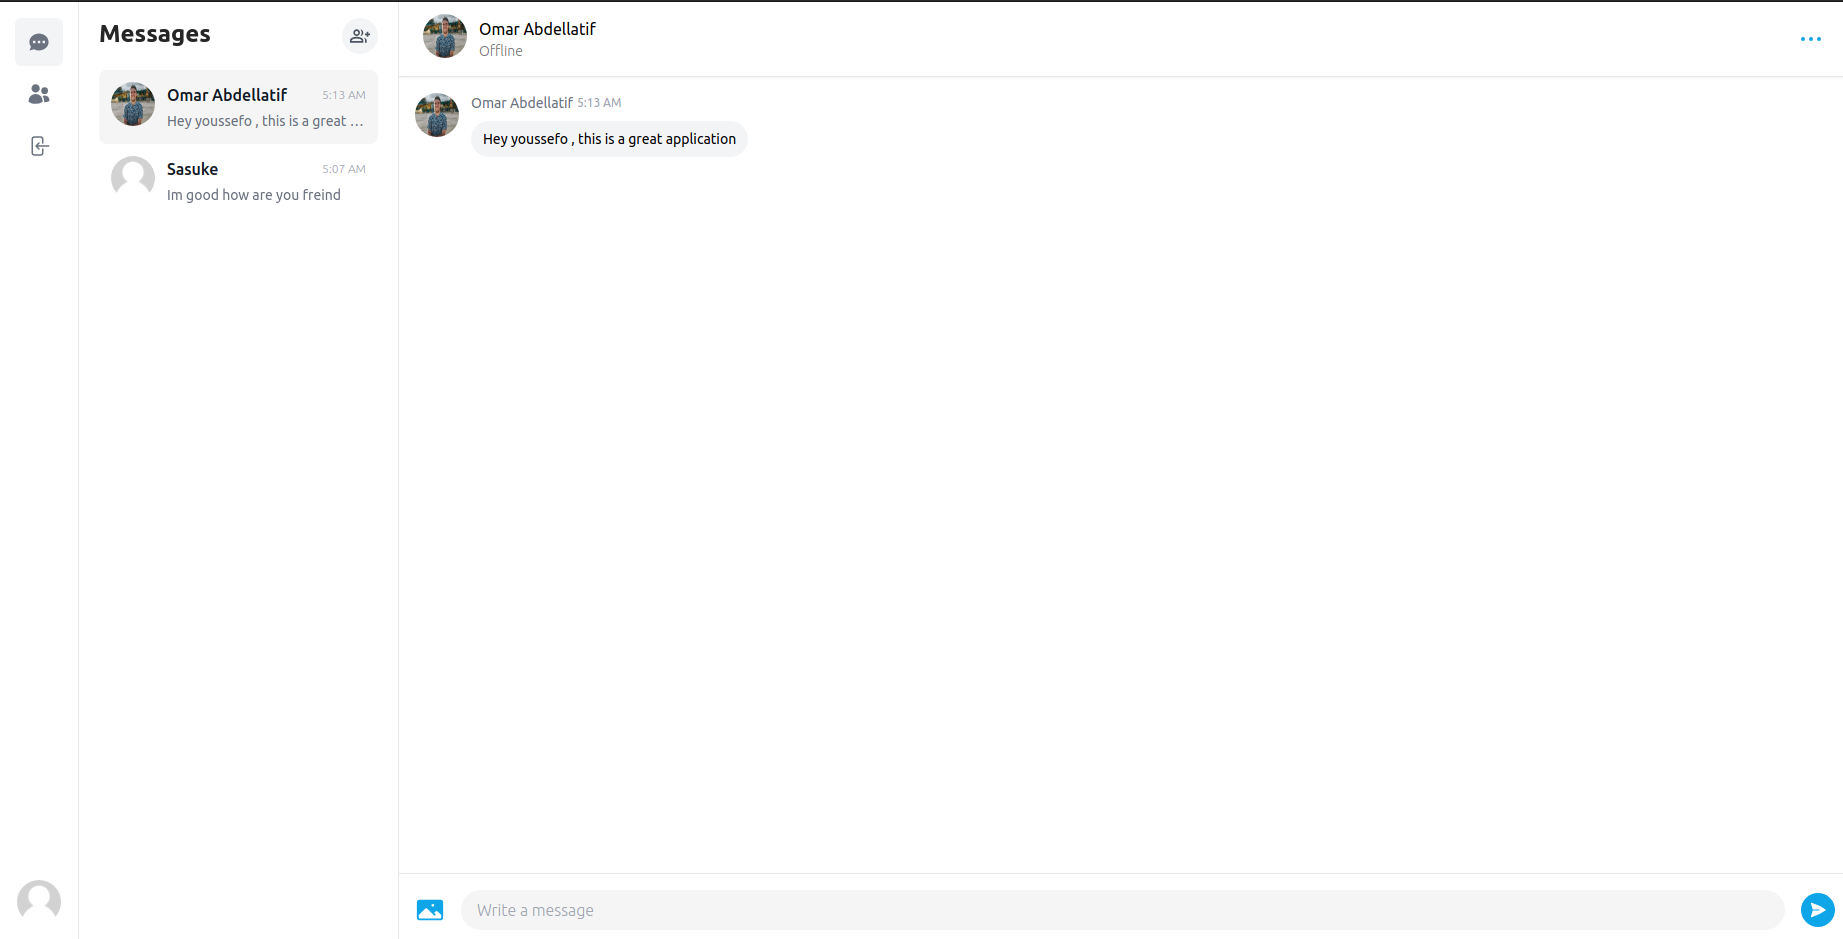 Messages
Omar Abdellatif 5:13 AM
Hey youssefo , this is a great ...
Sasuke 5:07 AM
Im good how are you freind
Omar Abdellatif
Offline
Omar Abdellatif 5:13 AM
Hey youssefo , this is a great application
Write a message